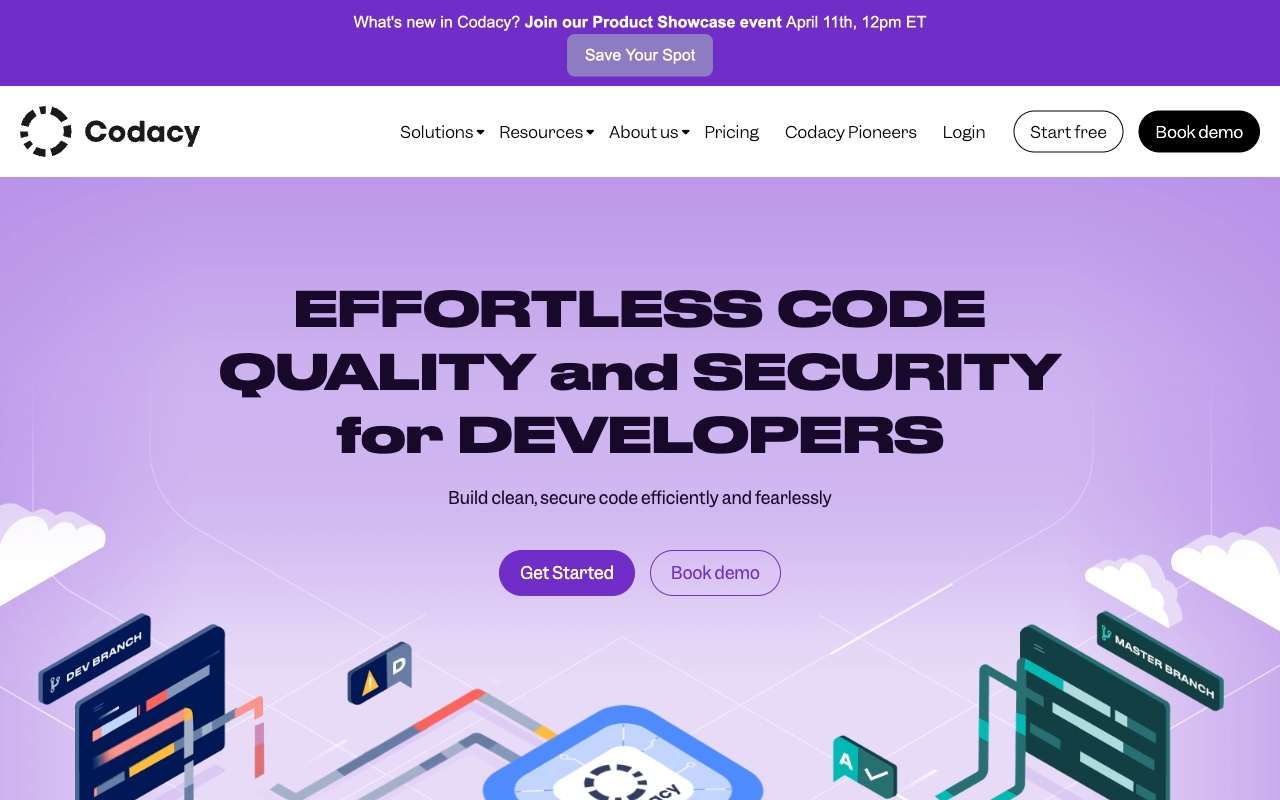 What's new in Codacy? Join our Product Showcase event April 11th, 12pm ET
Save Your Spot
Codacy
Solutions
Resources
About us
Pricing
Codacy Pioneers
Login
Start free
Book demo
EFFORTLESS CODE
QUALITY and SECURITY
for DEVELOPERS
Build clean, secure code efficiently and fearlessly
Get Started
Book demo
DEV BRANCH
D
MASTER BRANCH
A